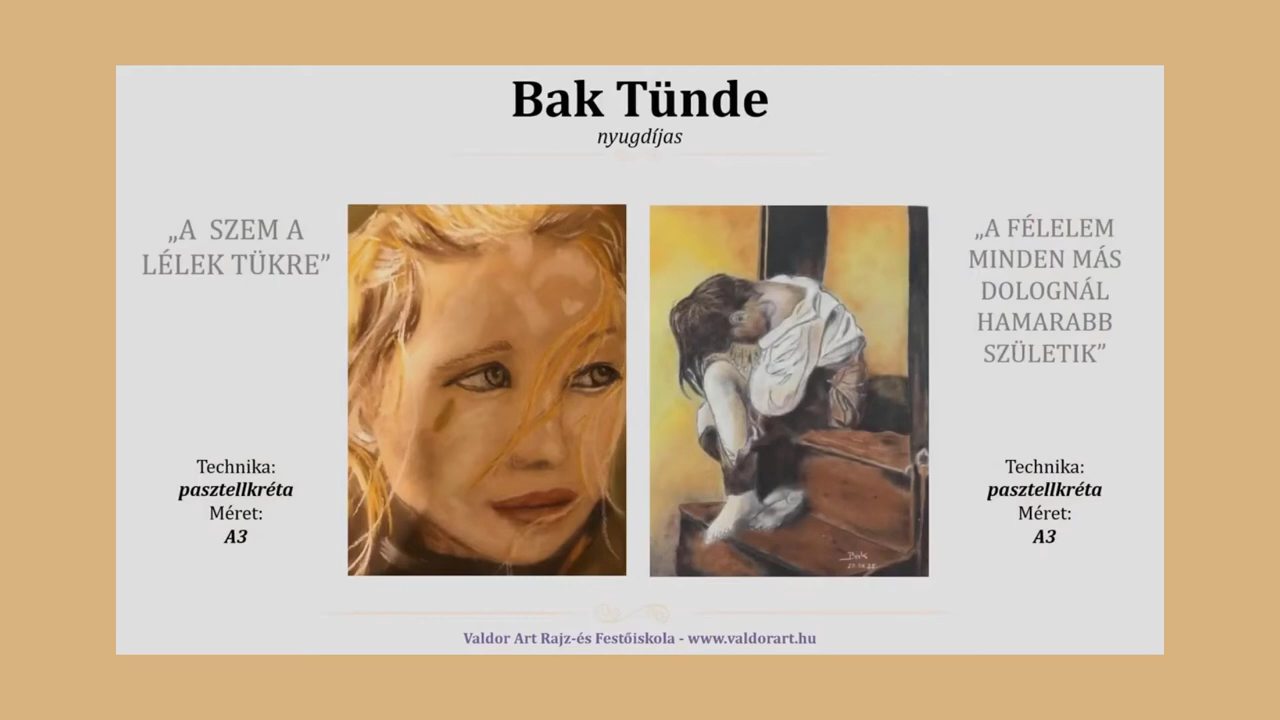 Bak Tünde
nyugdíjas
„A SZEM A
LÉLEK TÜKRE”
Technika:
pasztellkréta
Méret:
A3
Bak
„A FÉLELEM
MINDEN MÁS
DOLOGNÁL
HAMARABB
SZÜLETIK”
Technika:
pasztellkréta
Méret:
A3
Valdor Art Rajz-és Festőiskola - www.valdorart.hu